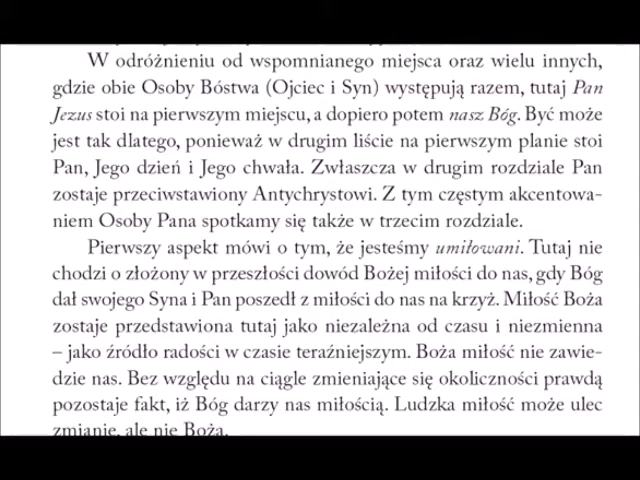 W odróżnieniu od wspomnianego miejsca oraz wielu innych,
gdzie obie Osoby Bóstwa (Ojciec i Syn) występują razem, tutaj Pan
Jezus stoi na pierwszym miejscu, a dopiero potem nasz Bóg. Być może
jest tak dlatego, ponieważ w drugim liście na pierwszym planie stoi
Pan, Jego dzień i Jego chwała. Zwłaszcza w drugim rozdziale Pan
zostaje przeciwstawiony Antychrystowi. Z tym częstym akcentowa-
niem Osoby Pana spotkamy się także w trzecim rozdziale.
Pierwszy aspekt mówi o tym, że jesteśmy umiłowani. Tutaj nie
chodzi o złożony w przeszłości dowód Bożej miłości do nas, gdy Bóg
dał swojego Syna i Pan poszedł z miłości do nas na krzyż. Miłość Boża
zostaje przedstawiona tutaj jako niezależna od czasu i niezmienna
– jako źródło radości w czasie teraźniejszym. Boża miłość nie zawie-
dzie nas. Bez względu na ciągle zmieniające się okoliczności prawdą
pozostaje fakt, iż Bóg darzy nas miłością. Ludzka miłość może ulec
zmianie, ale nie Boża.